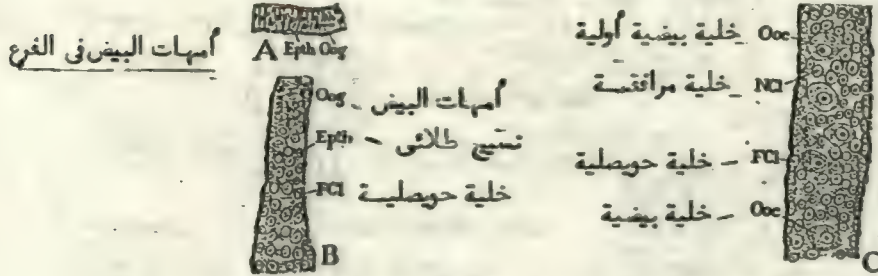 أمهات البيض فى الفرع
A Epth Oog
Oog أمهات البيض
Epth نسيج طلائى
FCl خلية حويصلية
B
Ooc خلية بيضية أولية
NCl خلية مرافقة
FCl خلية حويصلية
Ooc خلية بيضية
C